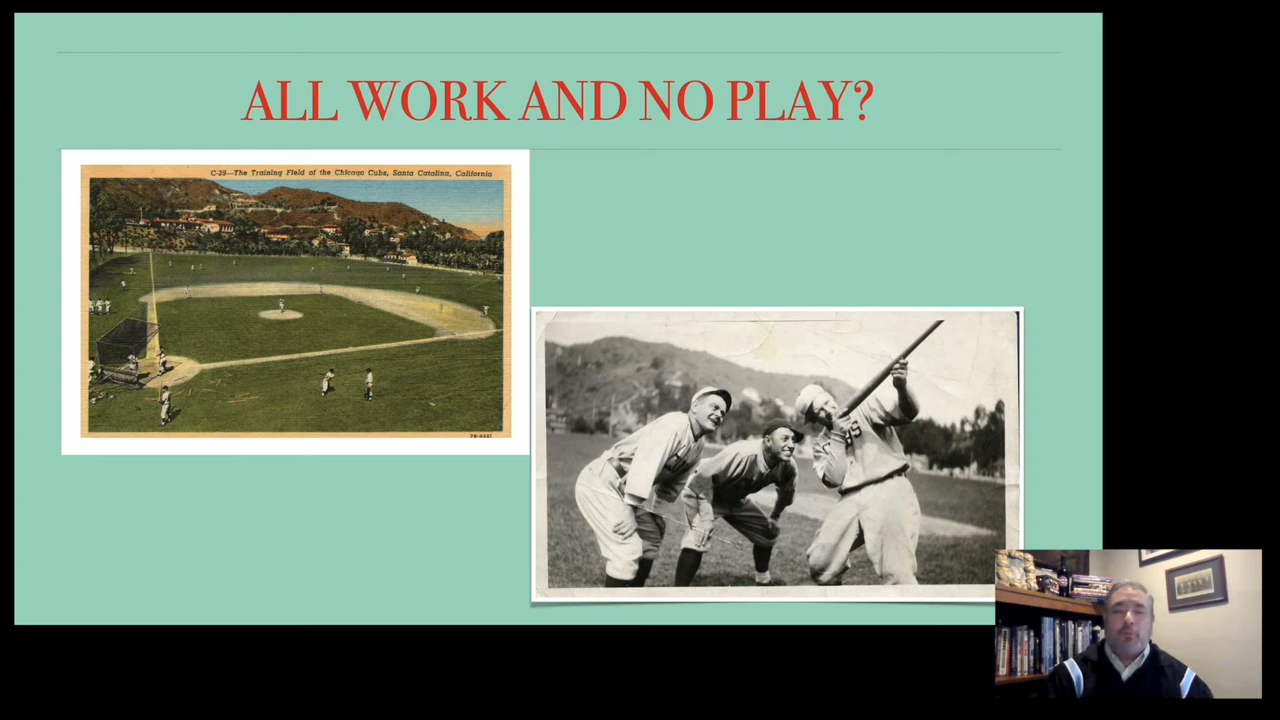 ALL WORK AND NO PLAY?
C-29—The Training Field of the Chicago Cubs, Santa Catalina, California